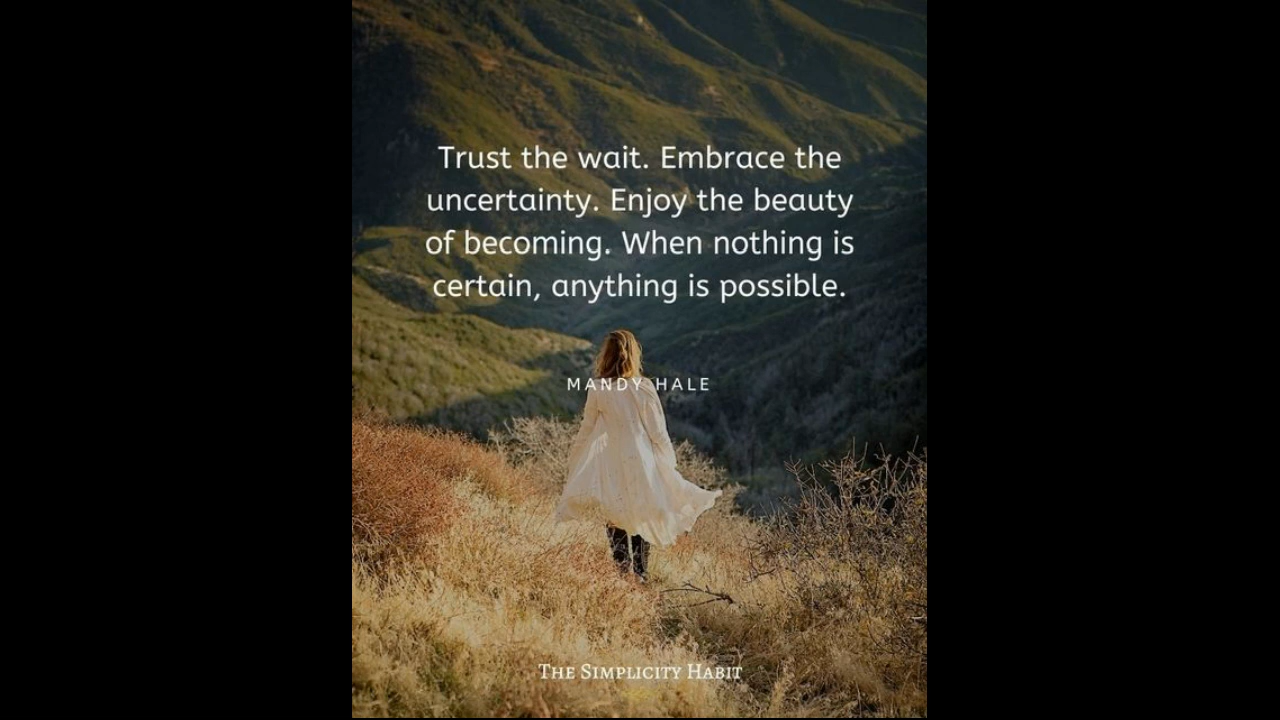 Trust the wait. Embrace the
uncertainty. Enjoy the beauty
of becoming. When nothing is
certain, anything is possible.
MANDY HALE
THE SIMPLICITY HABIT